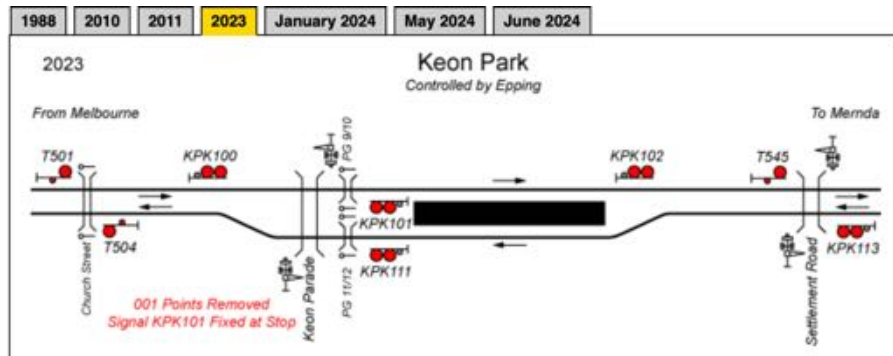 1988 2010 2011 2023 January 2024 May 2024 June 2024
2023
Keon Park
Controlled by Epping
From Melbourne
To Mernda
T501
KPK100
PG 9/10
KPK102
T545
KPK101
T504
KPK111
KPK113
Church Street
Keon Parade
PG 11/12
Settlement Road
001 Points Removed
Signal KPK101 Fixed at Stop